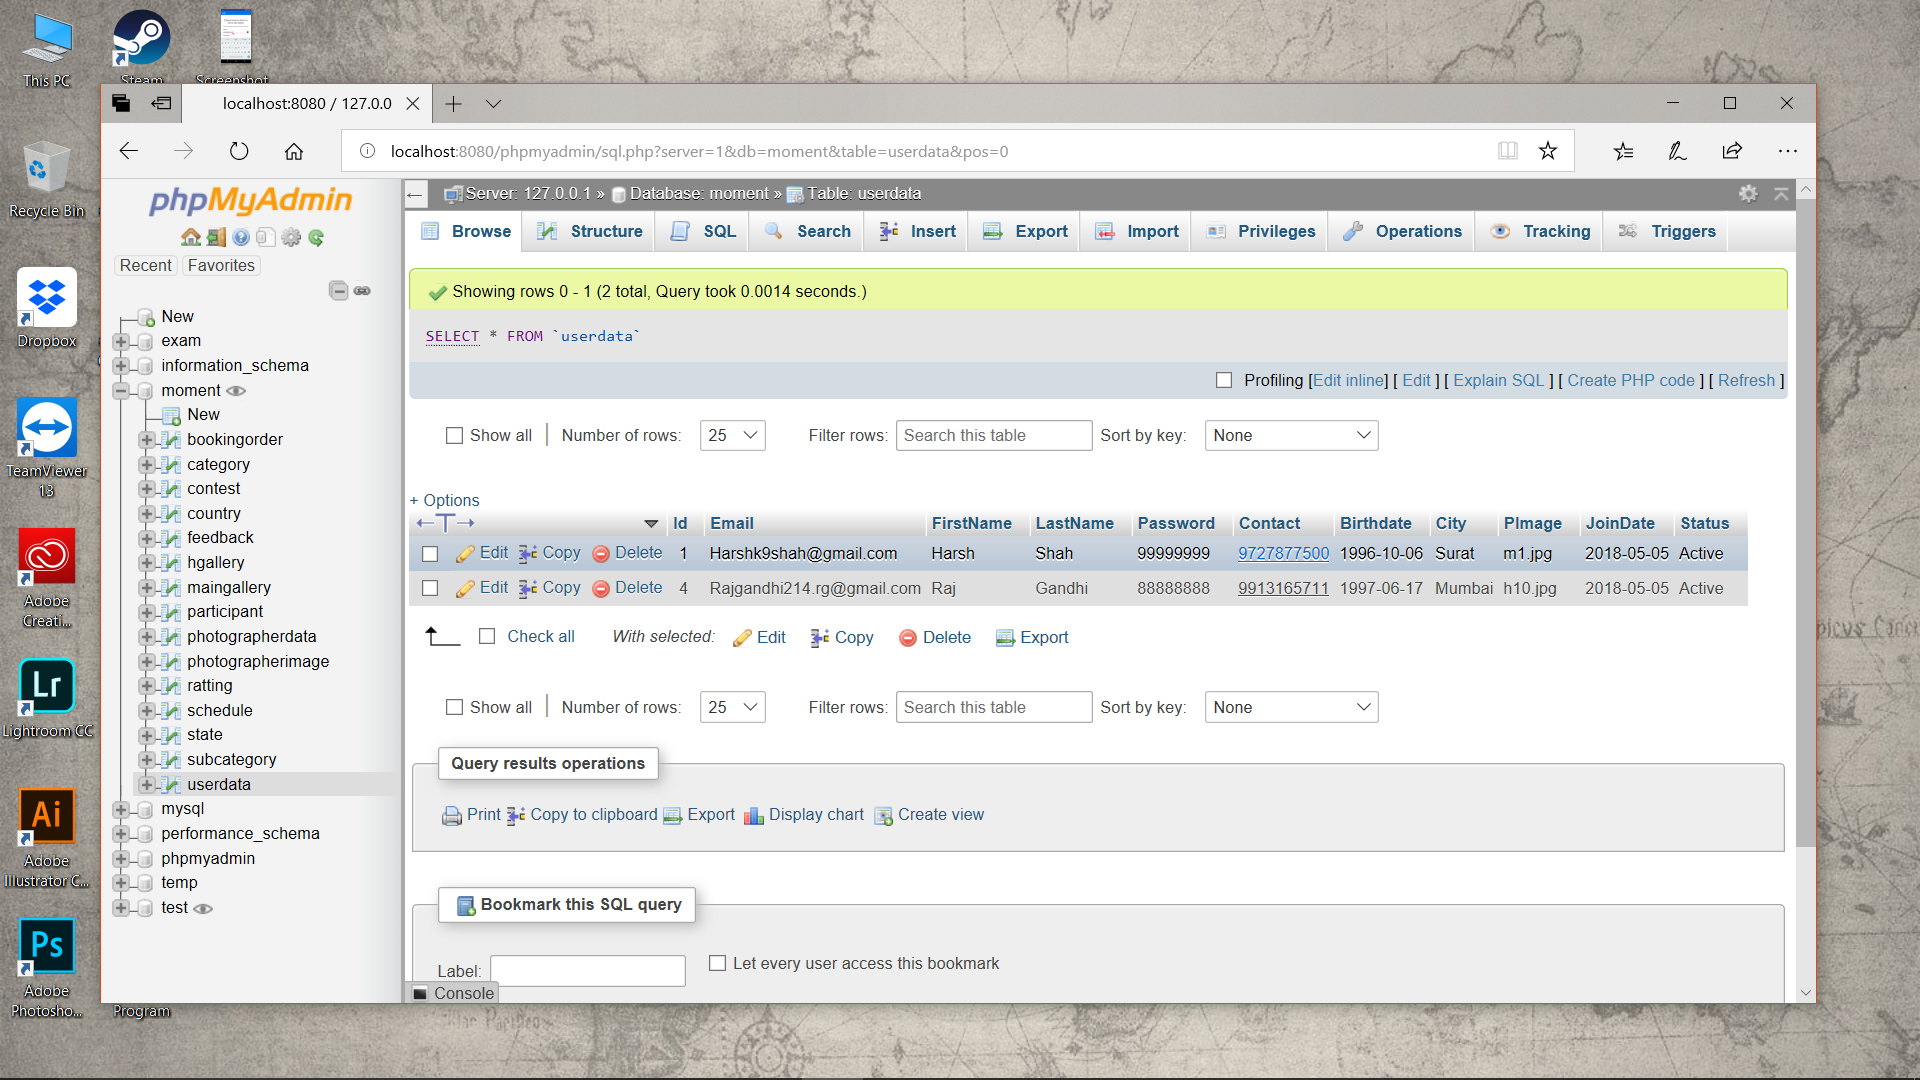 This PC
Steam
Screenshot
localhost:8080 / 127.0.0
localhost:8080/phpmyadmin/sql.php?server=1&db=moment&table=userdata&pos=0
Recycle Bin
Dropbox
TeamViewer
13
Adobe
Creati...
Lr
Lightroom CC
Ai
Adobe
Illustrator C...
Ps
Adobe
Photosho...
Program
phpMyAdmin
Recent Favorites
New
exam
information_schema
moment
New
bookingorder
category
contest
country
feedback
hgallery
maingallery
participant
photographerdata
photographerimage
ratting
schedule
state
subcategory
userdata
mysql
performance_schema
phpmyadmin
temp
test
Server: 127.0.0.1 » Database: moment » Table: userdata
Browse Structure SQL Search Insert Export Import Privileges Operations Tracking Triggers
Showing rows 0 - 1 (2 total, Query took 0.0014 seconds.)
SELECT * FROM `userdata`
Profiling [Edit inline] [ Edit ] [ Explain SQL ] [ Create PHP code ] [ Refresh ]
Show all | Number of rows: 25 Filter rows: Search this table Sort by key: None
+ Options
←T→ Id Email FirstName LastName Password Contact Birthdate City PImage JoinDate Status
Edit Copy Delete 1 Harshk9shah@gmail.com Harsh Shah 99999999 9727877500 1996-10-06 Surat m1.jpg 2018-05-05 Active
Edit Copy Delete 4 Rajgandhi214.rg@gmail.com Raj Gandhi 88888888 9913165711 1997-06-17 Mumbai h10.jpg 2018-05-05 Active
Check all With selected: Edit Copy Delete Export
Show all | Number of rows: 25 Filter rows: Search this table Sort by key: None
Query results operations
Print Copy to clipboard Export Display chart Create view
Bookmark this SQL query
Label: Let every user access this bookmark
Console